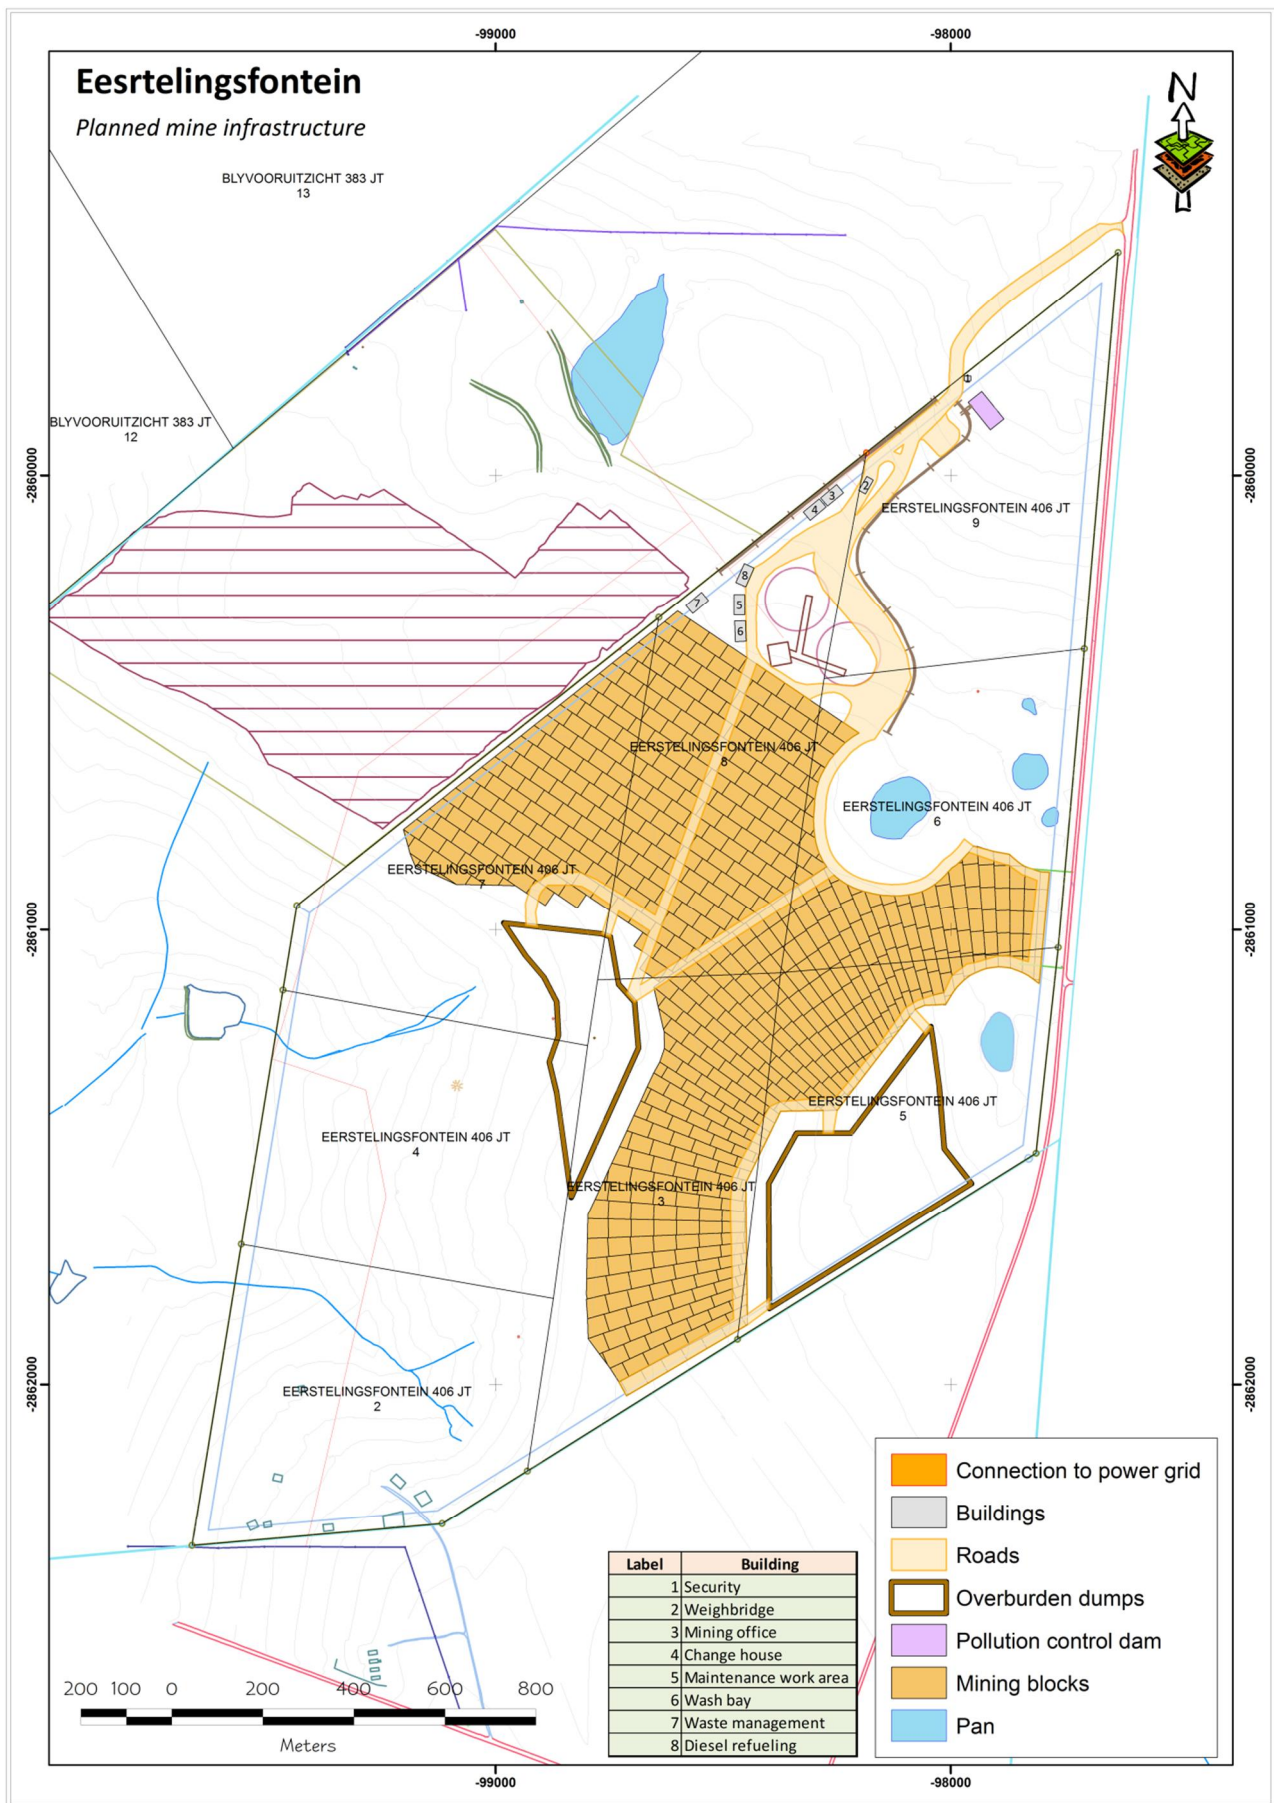 -99000
-98000
Eesrtelingsfontein
Planned mine infrastructure
N
BLYVOORUITZICHT 383 JT
13
BLYVOORUITZICHT 383 JT
12
-2860000
-2860000
1
2
3
4
EERSTELINGSFONTEIN 406 JT
9
8
7
5
6
EERSTELINGSFONTEIN 406 JT
8
EERSTELINGSFONTEIN 406 JT
6
EERSTELINGSFONTEIN 406 JT
7
-2861000
-2861000
EERSTELINGSFONTEIN 406 JT
5
EERSTELINGSFONTEIN 406 JT
4
EERSTELINGSFONTEIN 406 JT
3
-2862000
-2862000
EERSTELINGSFONTEIN 406 JT
2
Connection to power grid
Buildings
Roads
Overburden dumps
Pollution control dam
Mining blocks
Pan
Label Building
1 Security
2 Weighbridge
3 Mining office
4 Change house
5 Maintenance work area
6 Wash bay
7 Waste management
8 Diesel refueling
200 100 0 200 400 600 800
Meters
-99000
-98000